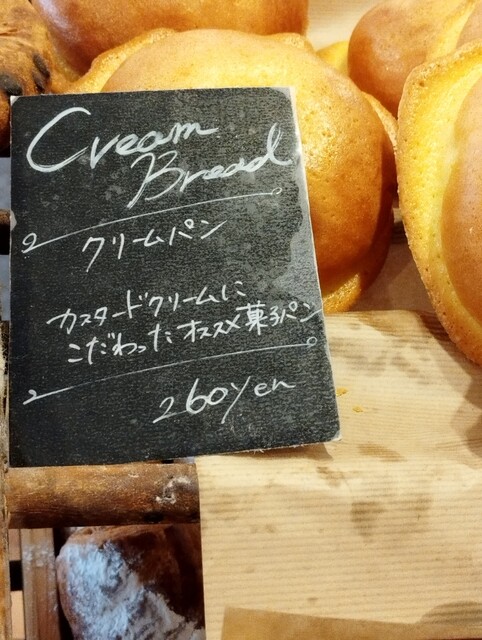 Cream
Bread
クリームパン
カスタードクリームに
こだわった オススメ菓子パン
260yen